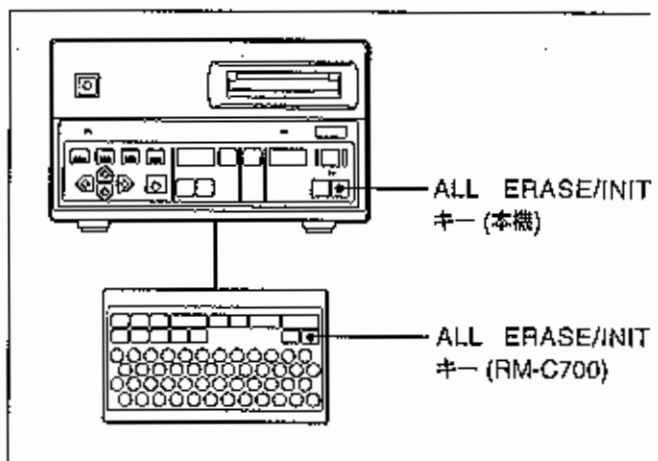 ALL ERASE/INIT
キー (本機)
ALL ERASE/INIT
キー (RM-C700)